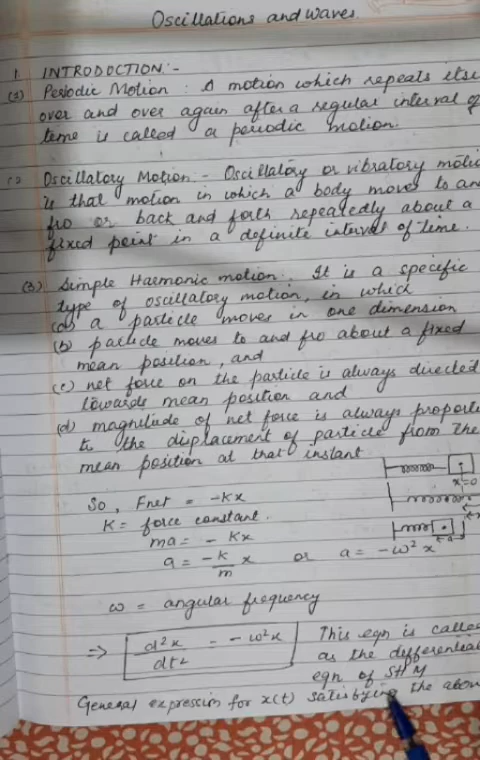 Oscillations and waves.
1. INTRODUCTION:-
(1) Periodic Motion : A motion which repeats itse
over and over again after a regular interval of
time is called a periodic motion.
Oscillatory Motion - Oscillatory or vibratory motio
is that motion in which a body moves to an
fro or back and forth repeatedly about a
fixed point in a definite interval of time.
(3) Simple Harmonic motion. It is a specific
type of oscillatory motion, in which
(a) a particle moves in one dimension
(b) particle moves to and fro about a fixed
mean position, and
(c) net force on the particle is always directed
towards mean position and
(d) magnitude of net force is always proporti
to the displacement of particle from the
mean position at that instant
x=0
So, Fnet = -Kx
K = force constant.
ma = - Kx
a = -k/m x or a = -ω²x
ω = angular frequency
⇒ d²x/dt² = -ω²x This eqn is called
as the differential
eqn of SHM
General expression for x(t) satisfying the abov